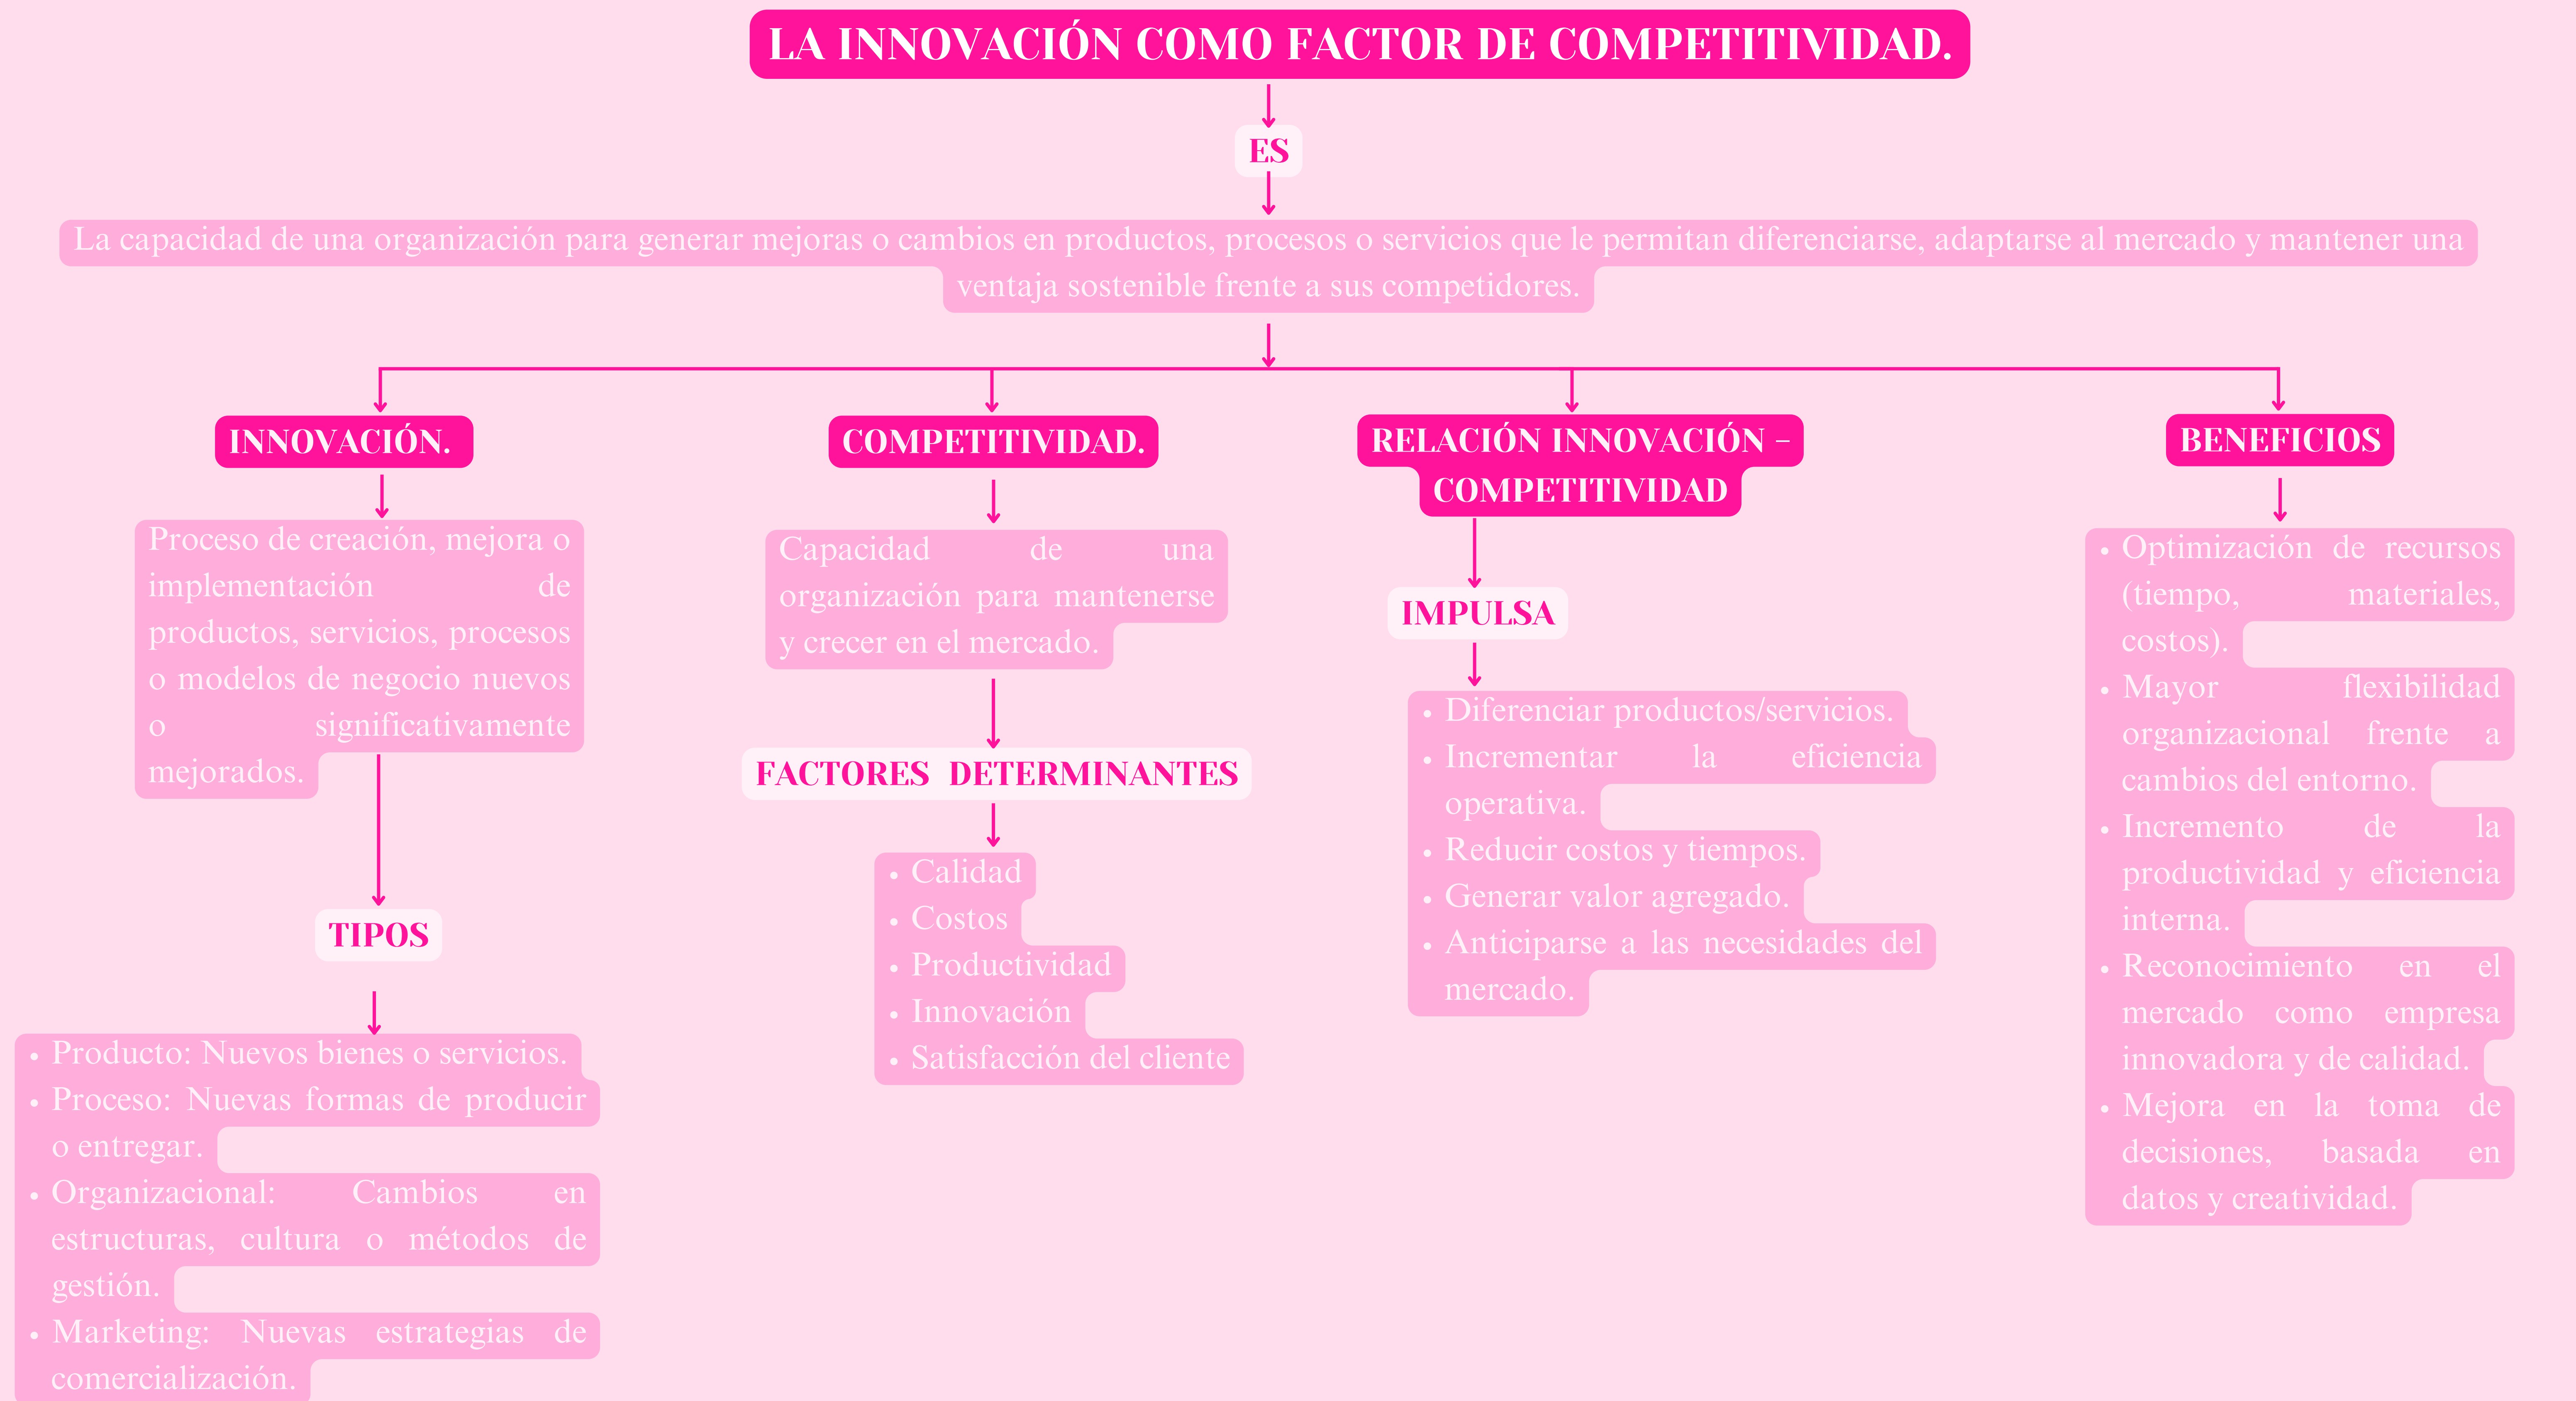 LA INNOVACIÓN COMO FACTOR DE COMPETITIVIDAD.
ES
La capacidad de una organización para generar mejoras o cambios en productos, procesos o servicios que le permitan diferenciarse, adaptarse al mercado y mantener una
ventaja sostenible frente a sus competidores.
INNOVACIÓN.
Proceso de creación, mejora o
implementación de
productos, servicios, procesos
o modelos de negocio nuevos
o significativamente
mejorados.
TIPOS
• Producto: Nuevos bienes o servicios.
• Proceso: Nuevas formas de producir
o entregar.
• Organizacional: Cambios en
estructuras, cultura o métodos de
gestión.
• Marketing: Nuevas estrategias de
comercialización.
COMPETITIVIDAD.
Capacidad de una
organización para mantenerse
y crecer en el mercado.
FACTORES DETERMINANTES
• Calidad
• Costos
• Productividad
• Innovación
• Satisfacción del cliente
RELACIÓN INNOVACIÓN –
COMPETITIVIDAD
IMPULSA
• Diferenciar productos/servicios.
• Incrementar la eficiencia
operativa.
• Reducir costos y tiempos.
• Generar valor agregado.
• Anticiparse a las necesidades del
mercado.
BENEFICIOS
• Optimización de recursos
(tiempo, materiales,
costos).
• Mayor flexibilidad
organizacional frente a
cambios del entorno.
• Incremento de la
productividad y eficiencia
interna.
• Reconocimiento en el
mercado como empresa
innovadora y de calidad.
• Mejora en la toma de
decisiones, basada en
datos y creatividad.